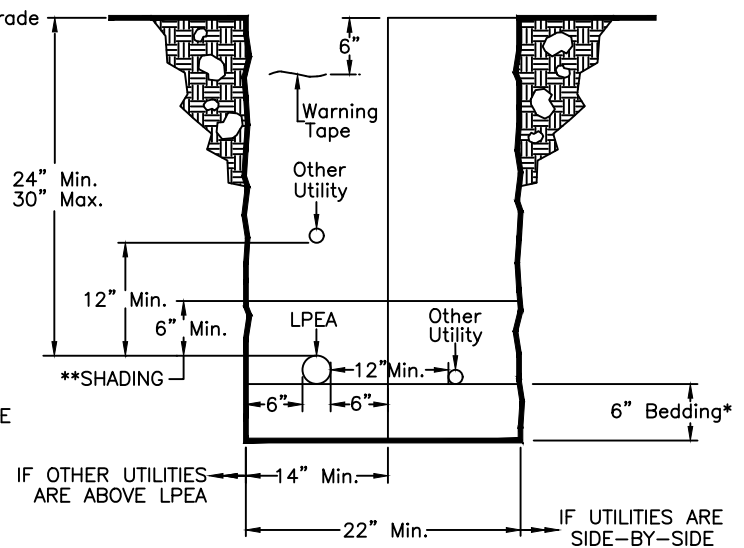 rade
6"
Warning
Tape
24" Min.
30" Max.
Other
Utility
12" Min.
6" Min.
LPEA
Other
Utility
**SHADING
12"Min.
6"
6"
6" Bedding*
E
IF OTHER UTILITIES
ARE ABOVE LPEA
14" Min.
22" Min.
IF UTILITIES ARE
SIDE-BY-SIDE